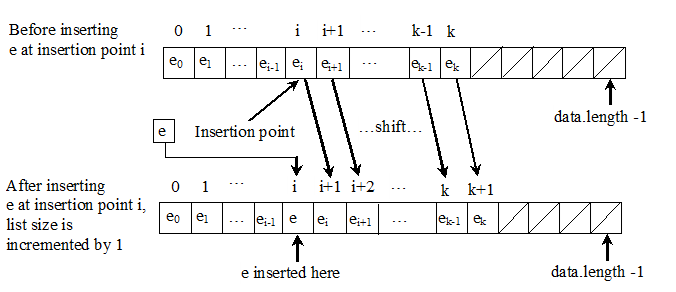 Before inserting
e at insertion point i
0 1 ... i i+1 ... k-1 k
e0 e1 ... ei-1 ei ei+1 ... ek-1 ek
data.length -1
e
Insertion point
...shift...
After inserting
e at insertion point i,
list size is
incremented by 1
0 1 ... i i+1 i+2 ... k k+1
e0 e1 ... ei-1 e ei ei+1 ... ek-1 ek
e inserted here
data.length -1